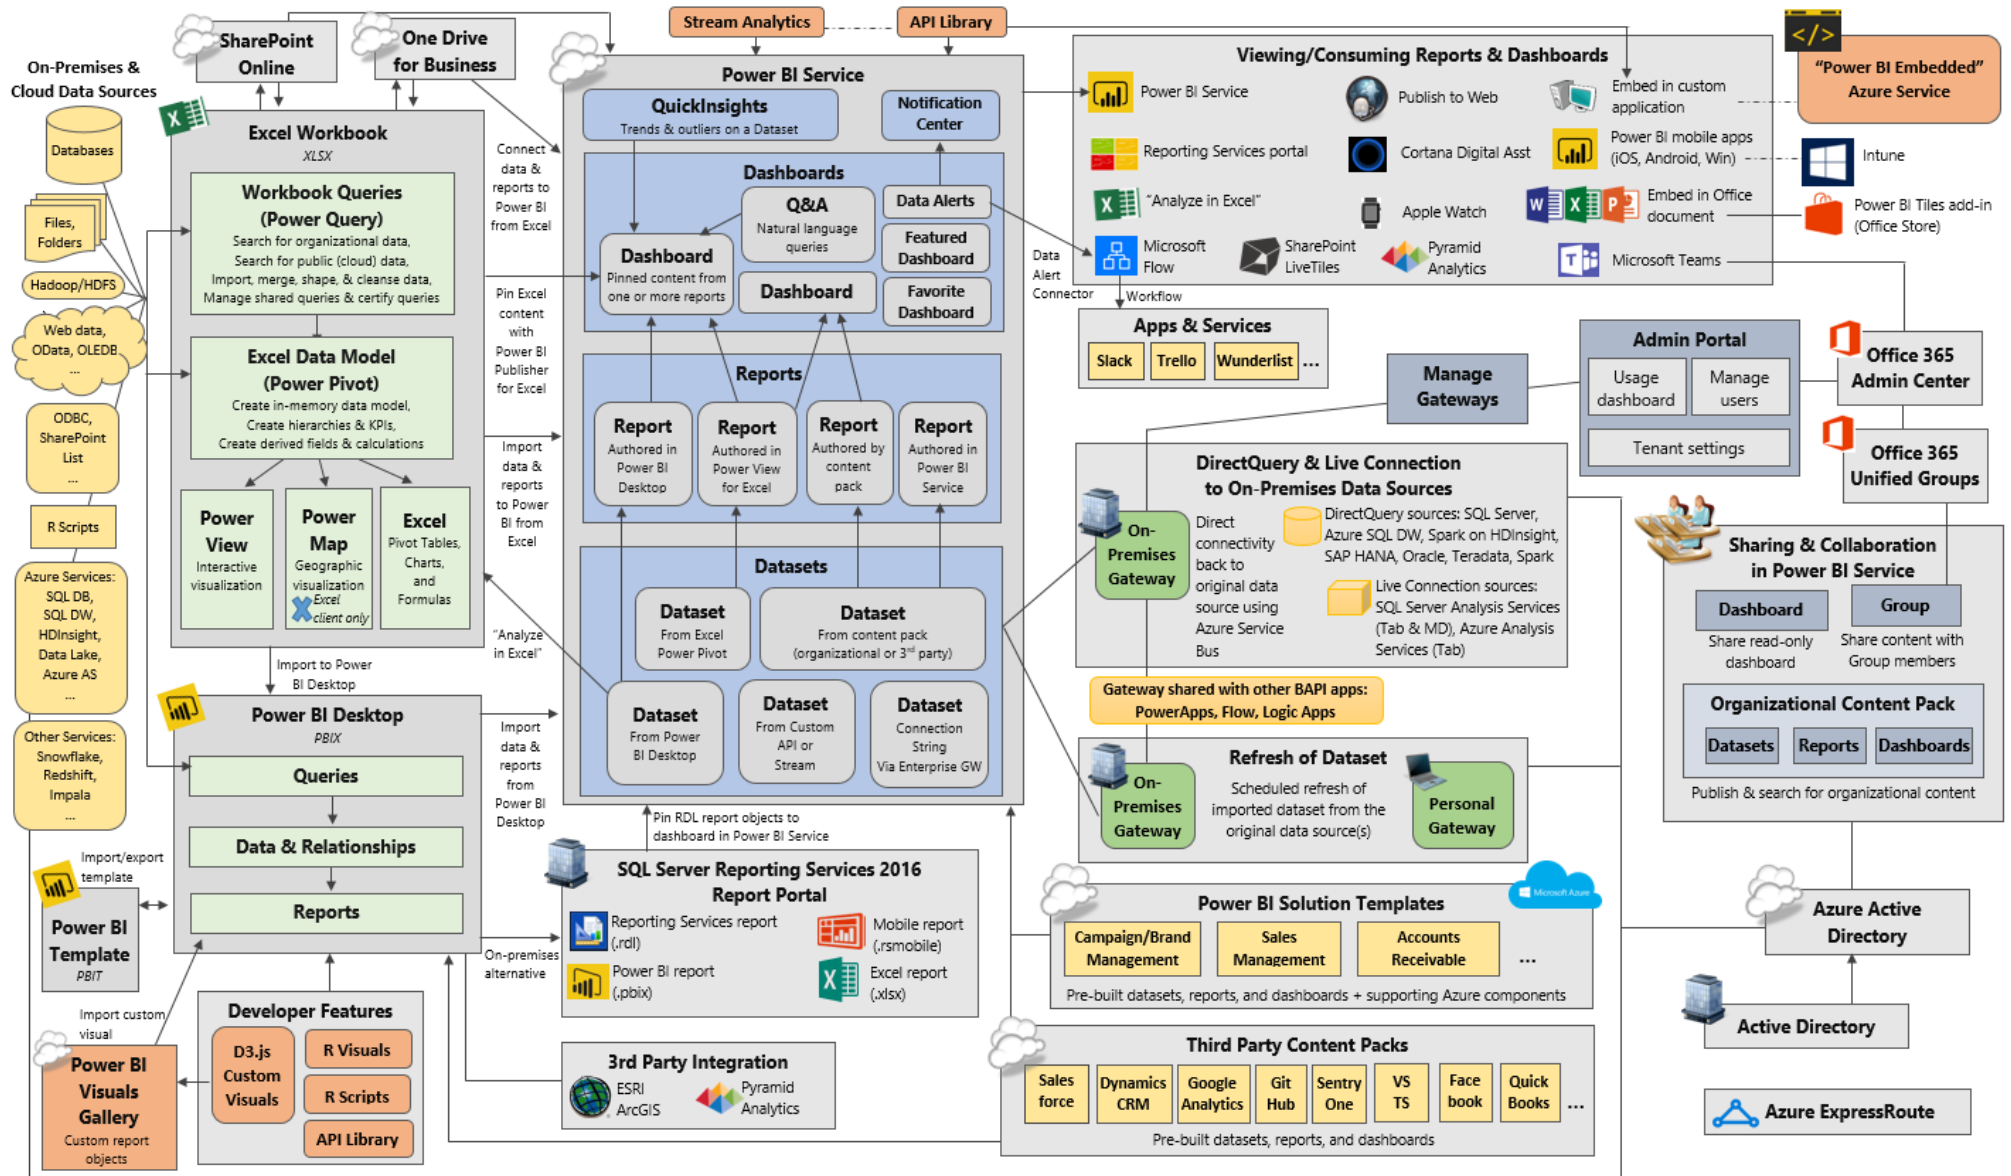 On-Premises &
Cloud Data Sources
Databases
Files,
Folders
Hadoop/HDFS
Web data,
OData, OLEDB
...
ODBC,
SharePoint
List
...
R Scripts
Azure Services:
SQL DB,
SQL DW,
HDInsight,
Data Lake,
Azure AS
...
Other Services:
Snowflake,
Redshift,
Impala
...
SharePoint
Online
One Drive
for Business
Excel Workbook
XLSX
Workbook Queries
(Power Query)
Search for organizational data,
Search for public (cloud) data,
Import, merge, shape, & cleanse data,
Manage shared queries & certify queries
Excel Data Model
(Power Pivot)
Create in-memory data model,
Create hierarchies & KPIs,
Create derived fields & calculations
Power
View
Interactive
visualization
Power
Map
Geographic
visualization
Excel
client only
Excel
Pivot Tables,
Charts,
and
Formulas
Import to Power
BI Desktop
Power BI Desktop
PBIX
Queries
Data & Relationships
Reports
Import/export
template
Power BI
Template
PBIT
Import custom
visual
Power BI
Visuals
Gallery
Custom report
objects
Developer Features
D3.js
Custom
Visuals
R Visuals
R Scripts
API Library
Connect
data &
reports to
Power BI
from Excel
Pin Excel
content
with
Power BI
Publisher
for Excel
Import
data &
reports
to Power
BI from
Excel
"Analyze
in Excel"
Import
data &
reports
from
Power BI
Desktop
On-premises
alternative
Stream Analytics
API Library
Power BI Service
QuickInsights
Trends & outliers on a Dataset
Notification
Center
Dashboards
Q&A
Natural language
queries
Data Alerts
Dashboard
Pinned content from
one or more reports
Featured
Dashboard
Dashboard
Favorite
Dashboard
Reports
Report
Authored in
Power BI
Desktop
Report
Authored in
Power View
for Excel
Report
Authored by
content
pack
Report
Authored in
Power BI
Service
Datasets
Dataset
From Excel
Power Pivot
Dataset
From content pack
(organizational or 3rd party)
Dataset
From Power
BI Desktop
Dataset
From Custom
API or
Stream
Dataset
Connection
String
Via Enterprise GW
Pin RDL report objects to
dashboard in Power BI Service
SQL Server Reporting Services 2016
Report Portal
Reporting Services report
(.rdl)
Mobile report
(.rsmobile)
Power BI report
(.pbix)
Excel report
(.xlsx)
3rd Party Integration
ESRI
ArcGIS
Pyramid
Analytics
Viewing/Consuming Reports & Dashboards
Power BI Service
Publish to Web
Embed in custom
application
Reporting Services portal
Cortana Digital Asst
Power BI mobile apps
(iOS, Android, Win)
"Analyze in Excel"
Apple Watch
Embed in Office
document
Microsoft
Flow
SharePoint
LiveTiles
Pyramid
Analytics
Microsoft Teams
Data
Alert
Connector
Workflow
</>
"Power BI Embedded"
Azure Service
Intune
Power BI Tiles add-in
(Office Store)
Apps & Services
Slack
Trello
Wunderlist
...
Manage
Gateways
Admin Portal
Usage
dashboard
Manage
users
Tenant settings
Office 365
Admin Center
Office 365
Unified Groups
DirectQuery & Live Connection
to On-Premises Data Sources
On-
Premises
Gateway
Direct
connectivity
back to
original data
source using
Azure Service
Bus
DirectQuery sources: SQL Server,
Azure SQL DW, Spark on HDInsight,
SAP HANA, Oracle, Teradata, Spark
Live Connection sources:
SQL Server Analysis Services
(Tab & MD), Azure Analysis
Services (Tab)
Gateway shared with other BAPI apps:
PowerApps, Flow, Logic Apps
Refresh of Dataset
On-
Premises
Gateway
Scheduled refresh of
imported dataset from the
original data source(s)
Personal
Gateway
Power BI Solution Templates
Microsoft Azure
Campaign/Brand
Management
Sales
Management
Accounts
Receivable
...
Pre-built datasets, reports, and dashboards + supporting Azure components
Third Party Content Packs
Sales
force
Dynamics
CRM
Google
Analytics
Git
Hub
Sentry
One
VS
TS
Face
book
Quick
Books
...
Pre-built datasets, reports, and dashboards
Sharing & Collaboration
in Power BI Service
Dashboard
Share read-only
dashboard
Group
Share content with
Group members
Organizational Content Pack
Datasets
Reports
Dashboards
Publish & search for organizational content
Azure Active
Directory
Active Directory
Azure ExpressRoute